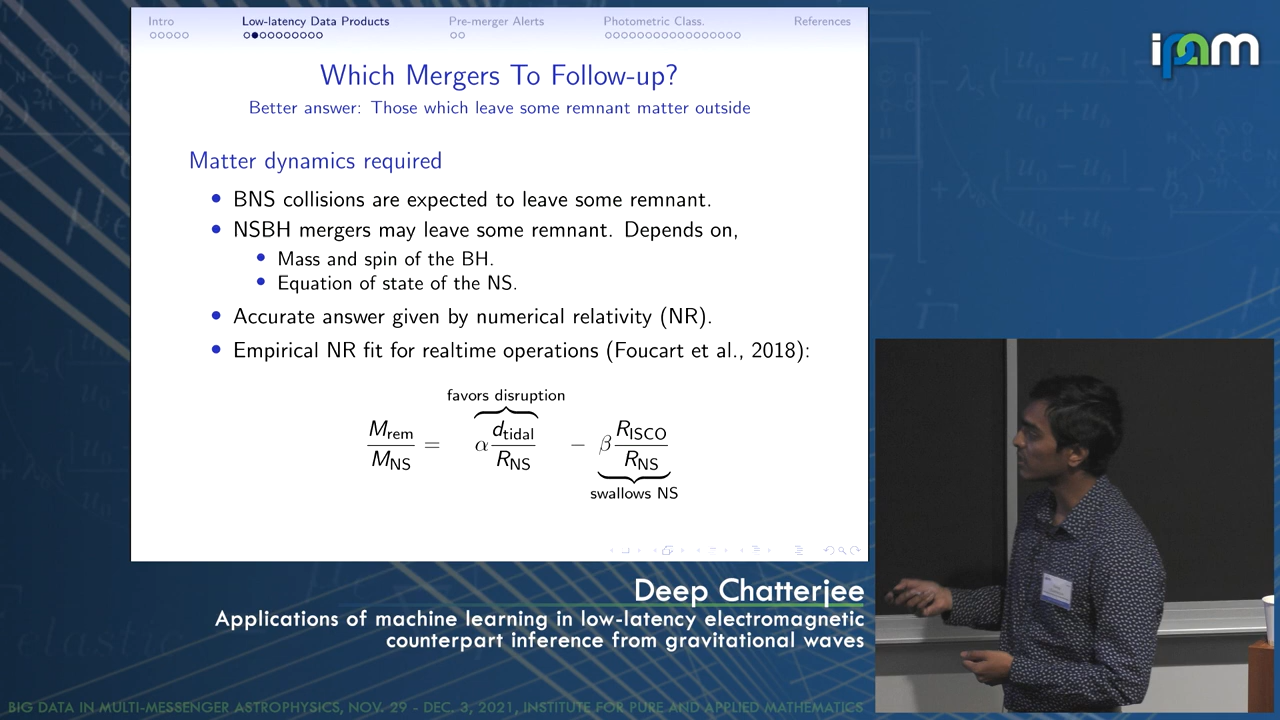 Intro
Low-latency Data Products
Pre-merger Alerts
Photometric Class.
References
ipam
Which Mergers To Follow-up?
Better answer: Those which leave some remnant matter outside
Matter dynamics required
BNS collisions are expected to leave some remnant.
NSBH mergers may leave some remnant. Depends on,
Mass and spin of the BH.
Equation of state of the NS.
Accurate answer given by numerical relativity (NR).
Empirical NR fit for realtime operations (Foucart et al., 2018):
favors disruption
M_rem / M_NS = α d_tidal / R_NS − β R_ISCO / R_NS
swallows NS
Deep Chatterjee
Applications of machine learning in low-latency electromagnetic
counterpart inference from gravitational waves
BIG DATA IN MULTI-MESSENGER ASTROPHYSICS, NOV. 29 - DEC. 3, 2021, INSTITUTE FOR PURE AND APPLIED MATHEMATICS